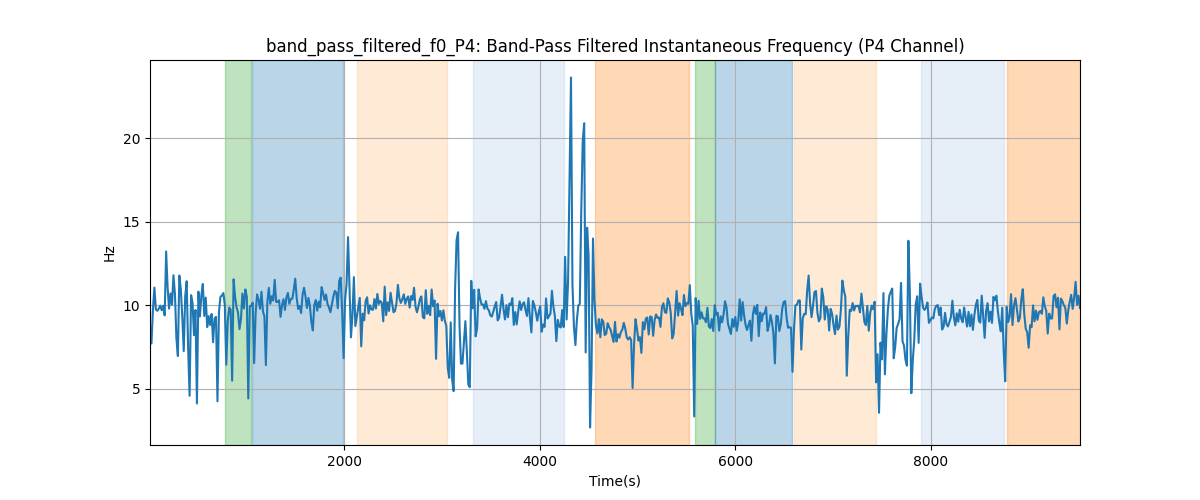 band_pass_filtered_f0_P4: Band-Pass Filtered Instantaneous Frequency (P4 Channel)
20
15
10
5
Hz
2000 4000 6000 8000
Time(s)